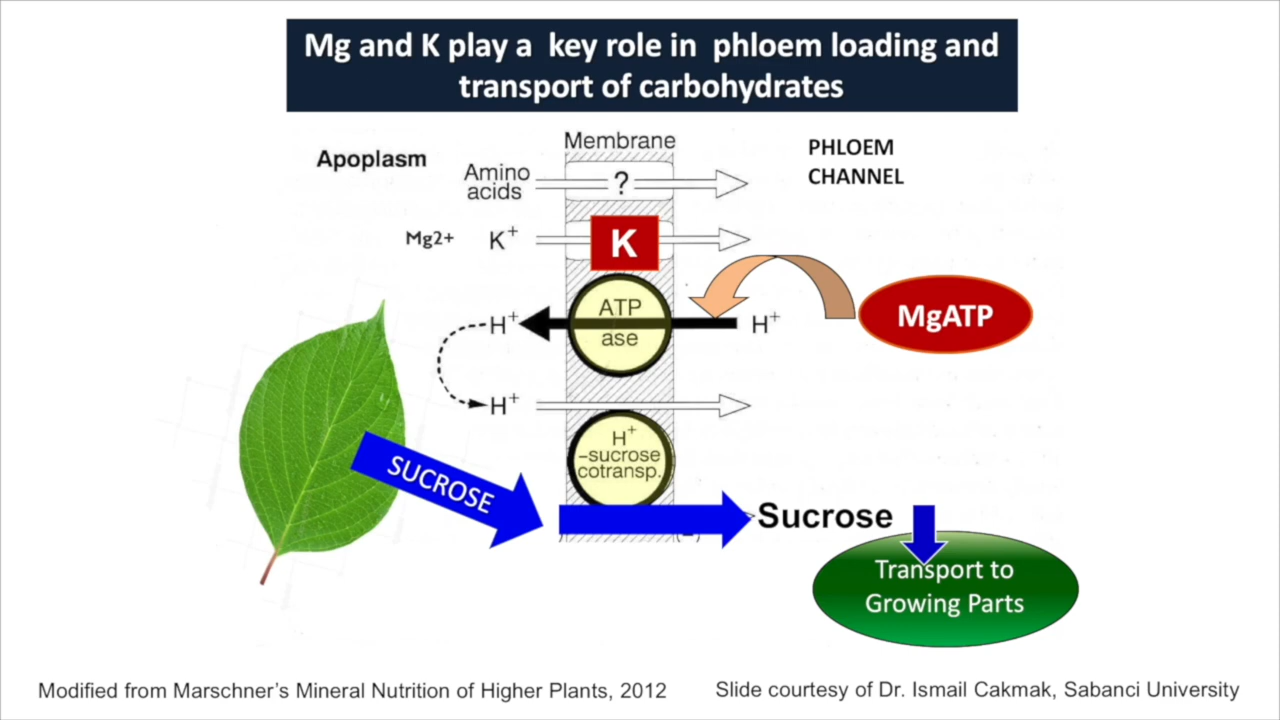 Mg and K play a key role in phloem loading and
transport of carbohydrates
Membrane
Apoplasm
PHLOEM
CHANNEL
Amino
acids
?
Mg2+
K+
K
ATP
ase
H+
H+
MgATP
H+
H+
-sucrose
cotransp.
SUCROSE
Sucrose
Transport to
Growing Parts
Modified from Marschner's Mineral Nutrition of Higher Plants, 2012
Slide courtesy of Dr. Ismail Cakmak, Sabanci University